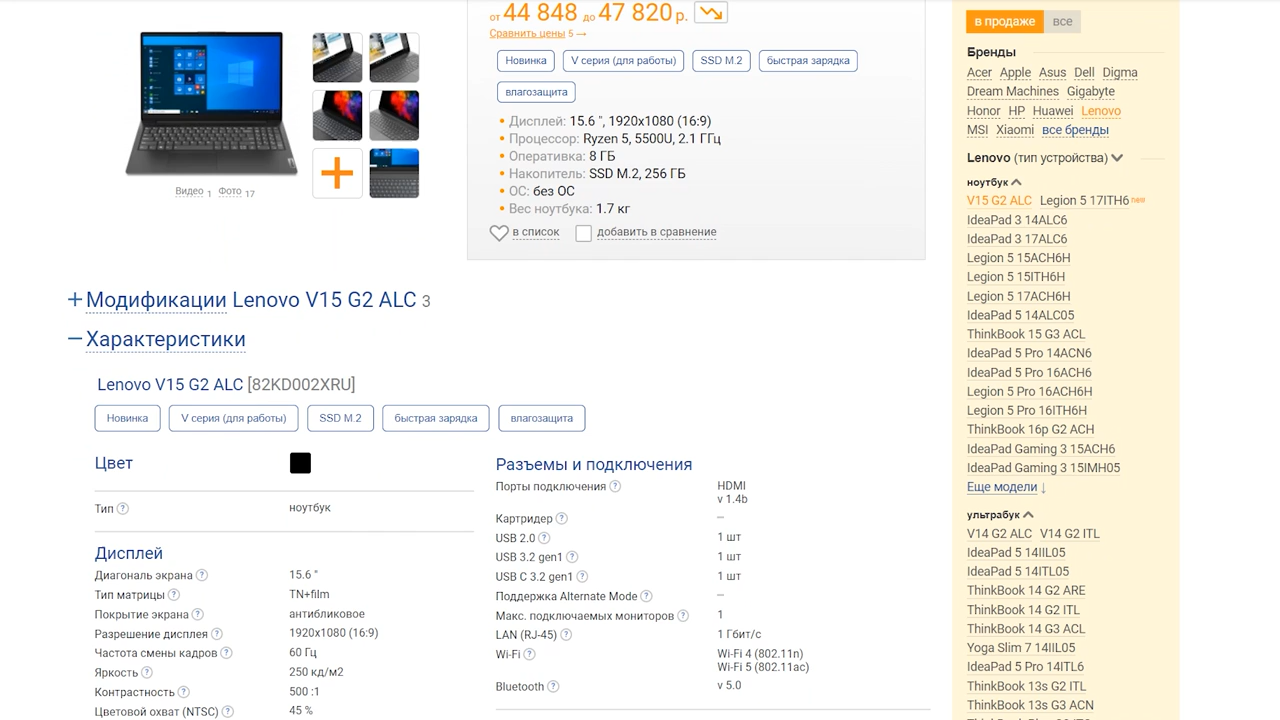 от 44 848 до 47 820 р.
Сравнить цены 5 →
Новинка V серия (для работы) SSD M.2 быстрая зарядка
влагозащита
Дисплей: 15.6 ", 1920x1080 (16:9)
Процессор: Ryzen 5, 5500U, 2.1 ГГц
Оперативка: 8 ГБ
Накопитель: SSD M.2, 256 ГБ
ОС: без ОС
Вес ноутбука: 1.7 кг
в список добавить в сравнение
Видео 1 Фото 17
+ Модификации Lenovo V15 G2 ALC 3
— Характеристики
Lenovo V15 G2 ALC [82KD002XRU]
Новинка V серия (для работы) SSD M.2 быстрая зарядка влагозащита
Цвет
Тип ? ноутбук
Дисплей
Диагональ экрана ? 15.6 "
Тип матрицы ? TN+film
Покрытие экрана ? антибликовое
Разрешение дисплея ? 1920x1080 (16:9)
Частота смены кадров ? 60 Гц
Яркость ? 250 кд/м2
Контрастность ? 500 :1
Цветовой охват (NTSC) ? 45 %
Разъемы и подключения
Порты подключения ? HDMI
v 1.4b
Картридер ? –
USB 2.0 ? 1 шт
USB 3.2 gen1 ? 1 шт
USB C 3.2 gen1 ? 1 шт
Поддержка Alternate Mode ? –
Макс. подключаемых мониторов ? 1
LAN (RJ-45) ? 1 Гбит/с
Wi-Fi ? Wi-Fi 4 (802.11n)
Wi-Fi 5 (802.11ac)
Bluetooth ? v 5.0
в продаже все
Бренды
Acer Apple Asus Dell Digma
Dream Machines Gigabyte
Honor HP Huawei Lenovo
MSI Xiaomi все бренды
Lenovo (тип устройства)
ноутбук
V15 G2 ALC Legion 5 17ITH6 new
IdeaPad 3 14ALC6
IdeaPad 3 17ALC6
Legion 5 15ACH6H
Legion 5 15ITH6H
Legion 5 17ACH6H
IdeaPad 5 14ALC05
ThinkBook 15 G3 ACL
IdeaPad 5 Pro 14ACN6
IdeaPad 5 Pro 16ACH6
Legion 5 Pro 16ACH6H
Legion 5 Pro 16ITH6H
ThinkBook 16p G2 ACH
IdeaPad Gaming 3 15ACH6
IdeaPad Gaming 3 15IMH05
Еще модели ↓
ультрабук
V14 G2 ALC V14 G2 ITL
IdeaPad 5 14IIL05
IdeaPad 5 14ITL05
ThinkBook 14 G2 ARE
ThinkBook 14 G2 ITL
ThinkBook 14 G3 ACL
Yoga Slim 7 14IIL05
IdeaPad 5 Pro 14ITL6
ThinkBook 13s G2 ITL
ThinkBook 13s G3 ACN